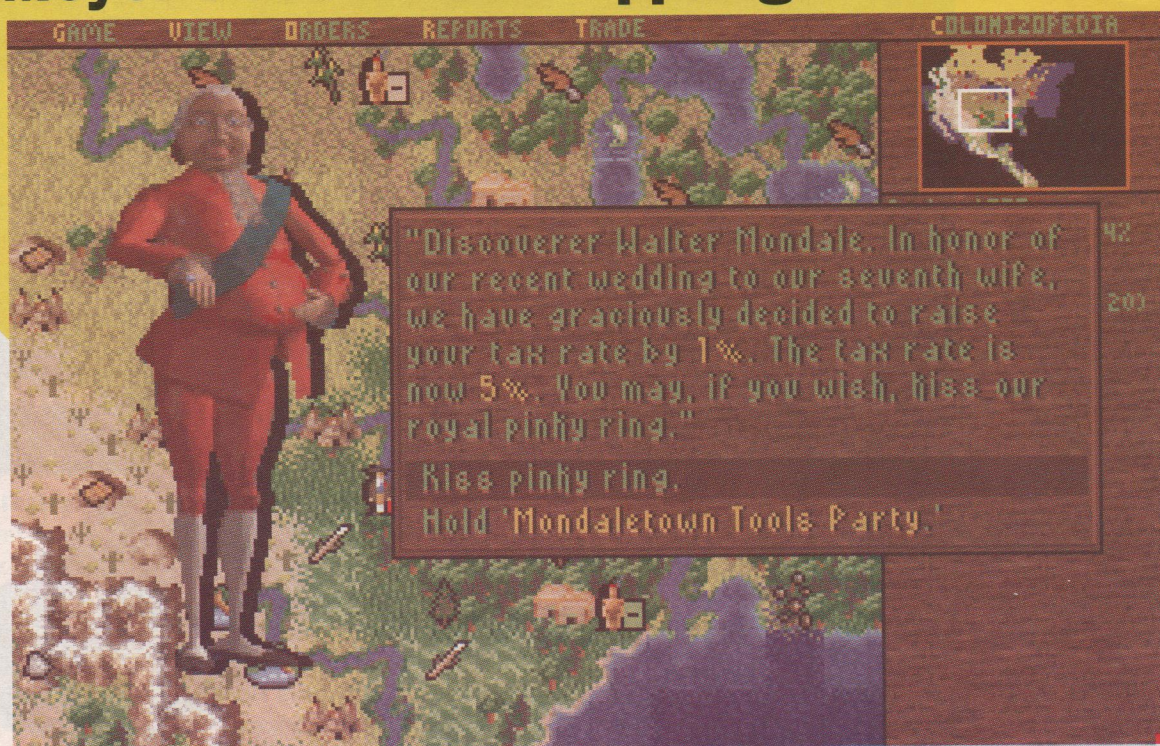 GAME VIEW ORDERS REPORTS TRADE COLONIZOPEDIA
"Discoverer Walter Mondale. In honor of
our recent wedding to our seventh wife,
we have graciously decided to raise
your tax rate by 1%. The tax rate is
now 5%. You may, if you wish, kiss our
royal pinky ring."
Kiss pinky ring.
Hold 'Mondaletown Tools Party.'